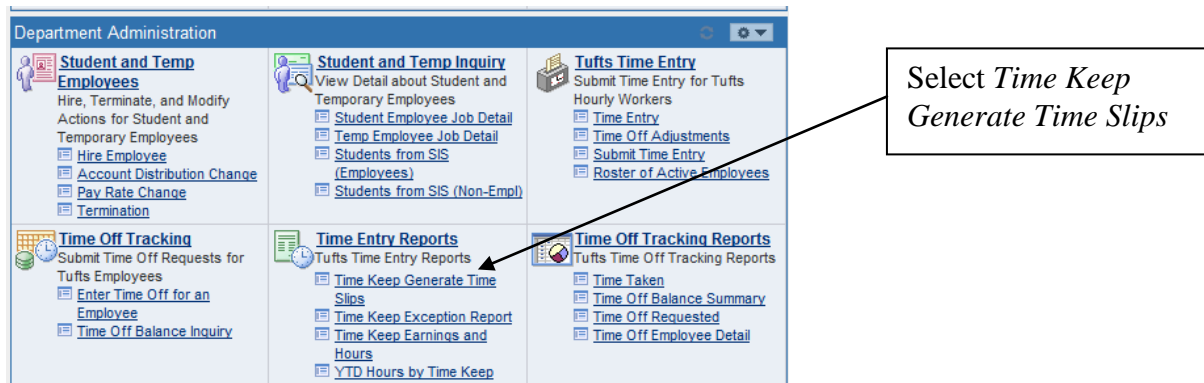 Department Administration
Student and Temp
Employees
Hire, Terminate, and Modify
Actions for Student and
Temporary Employees
Hire Employee
Account Distribution Change
Pay Rate Change
Termination
Student and Temp Inquiry
View Detail about Student and
Temporary Employees
Student Employee Job Detail
Temp Employee Job Detail
Students from SIS
(Employees)
Students from SIS (Non-Empl)
Tufts Time Entry
Submit Time Entry for Tufts
Hourly Workers
Time Entry
Time Off Adjustments
Submit Time Entry
Roster of Active Employees
Time Off Tracking
Submit Time Off Requests for
Tufts Employees
Enter Time Off for an
Employee
Time Off Balance Inquiry
Time Entry Reports
Tufts Time Entry Reports
Time Keep Generate Time
Slips
Time Keep Exception Report
Time Keep Earnings and
Hours
YTD Hours by Time Keep
Time Off Tracking Reports
Tufts Time Off Tracking Reports
Time Taken
Time Off Balance Summary
Time Off Requested
Time Off Employee Detail
Select Time Keep
Generate Time Slips